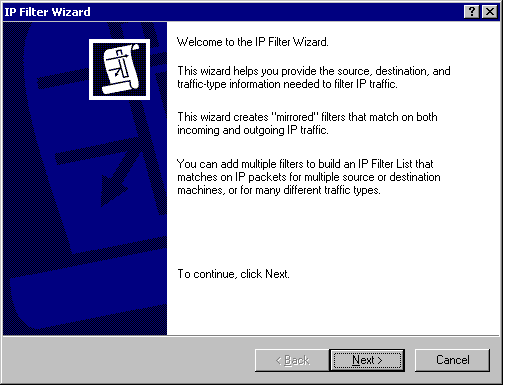 IP Filter Wizard
Welcome to the IP Filter Wizard.
This wizard helps you provide the source, destination, and
traffic-type information needed to filter IP traffic.
This wizard creates "mirrored" filters that match on both
incoming and outgoing IP traffic.
You can add multiple filters to build an IP Filter List that
matches on IP packets for multiple source or destination
machines, or for many different traffic types.
To continue, click Next.
< Back
Next >
Cancel